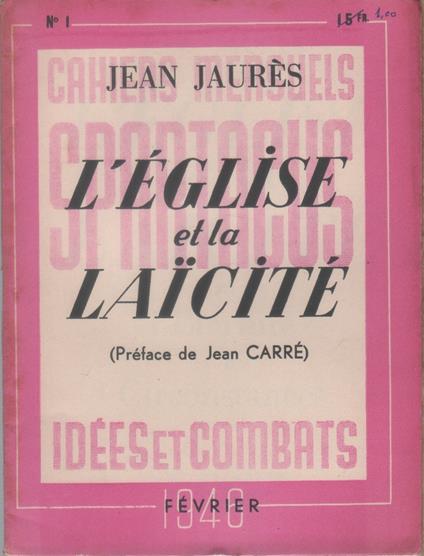 N° 1
15 FR. 1,00
CAHIERS MENSUELS
JEAN JAURÈS
SPARTACUS
L'ÉGLISE
et la
LAÏCITÉ
(Préface de Jean CARRÉ)
IDÉES ET COMBATS
1946
FÉVRIER